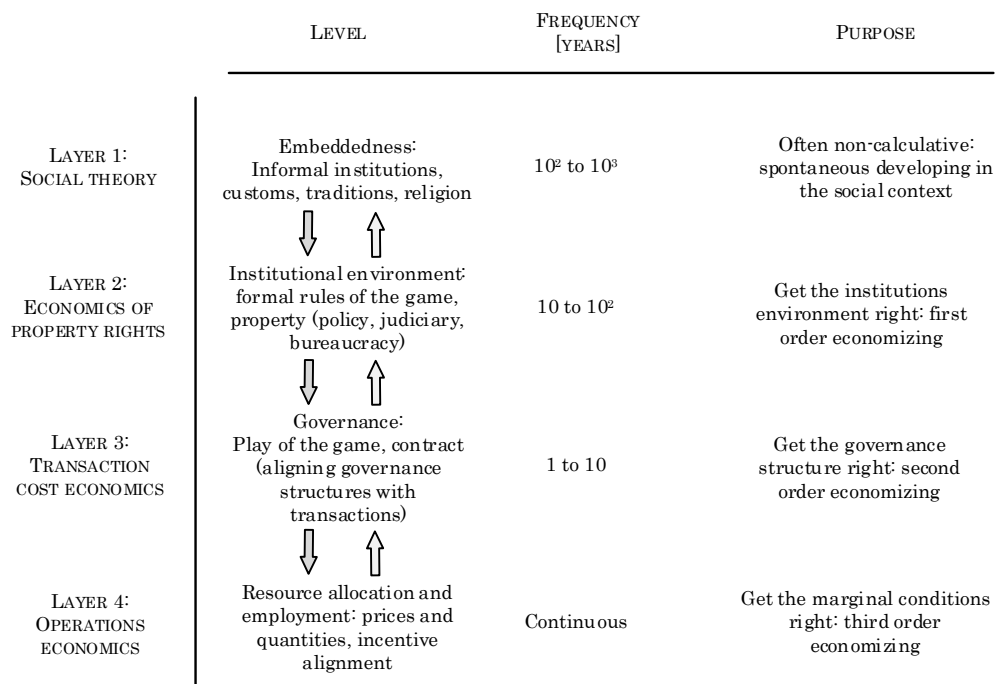 LEVEL
FREQUENCY
[YEARS]
PURPOSE
LAYER 1:
SOCIAL THEORY
Embeddedness:
Informal institutions,
customs, traditions, religion
10² to 10³
Often non-calculative:
spontaneous developing in
the social context
LAYER 2:
ECONOMICS OF
PROPERTY RIGHTS
Institutional environment:
formal rules of the game,
property (policy, judiciary,
bureaucracy)
10 to 10²
Get the institutions
environment right: first
order economizing
LAYER 3:
TRANSACTION
COST ECONOMICS
Governance:
Play of the game, contract
(aligning governance
structures with
transactions)
1 to 10
Get the governance
structure right: second
order economizing
LAYER 4:
OPERATIONS
ECONOMICS
Resource allocation and
employment: prices and
quantities, incentive
alignment
Continuous
Get the marginal conditions
right: third order
economizing